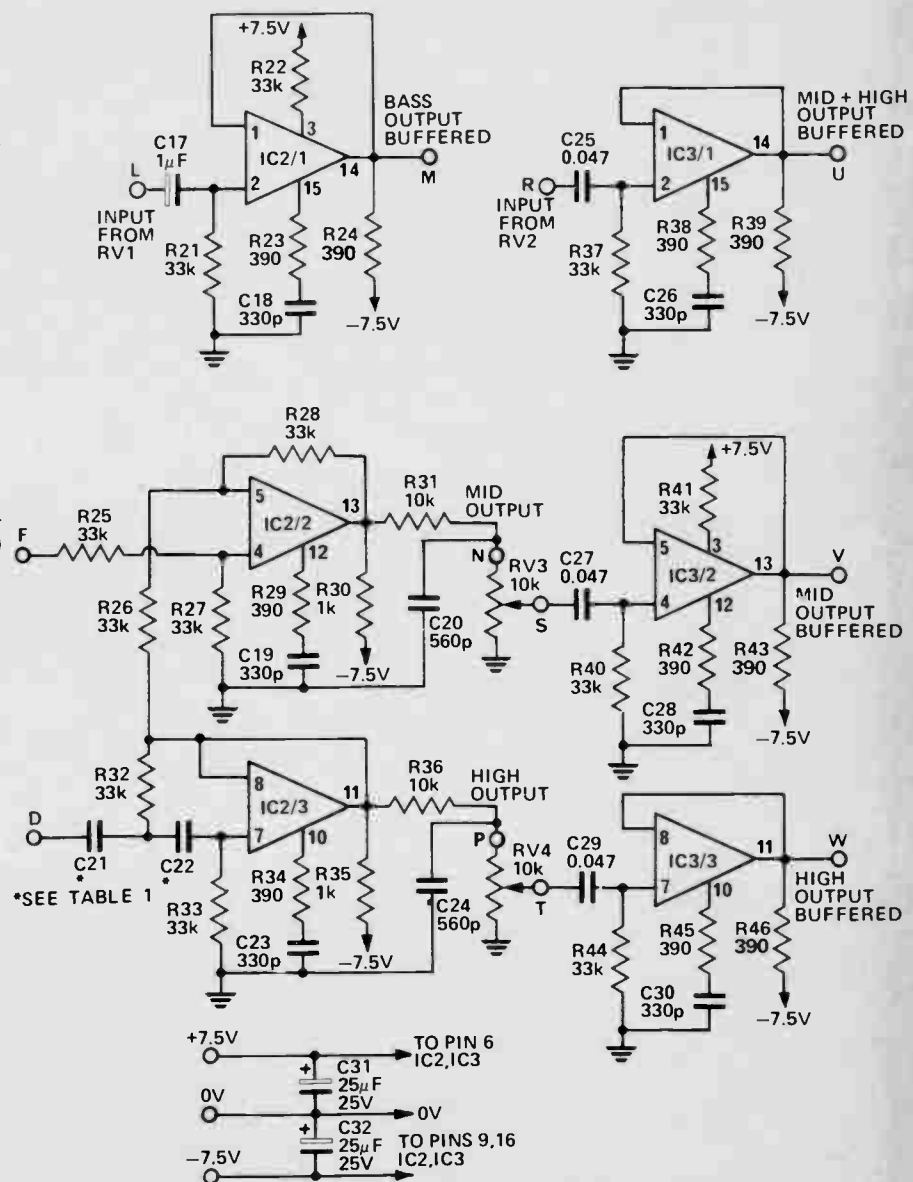 +7.5V
R22
33k
BASS
OUTPUT
BUFFERED
C17
1µF
L
INPUT
FROM
RV1
1
2
3
IC2/1
14
15
M
R21
33k
R23
390
R24
390
C18
330p
−7.5V
MID + HIGH
OUTPUT
BUFFERED
C25
0.047
R
INPUT
FROM
RV2
1
2
IC3/1
14
15
U
R37
33k
R38
390
R39
390
C26
330p
−7.5V
R28
33k
F
R25
33k
5
4
IC2/2
13
12
R31
10k
MID
OUTPUT
N
RV3
10k
S
R26
33k
R27
33k
R29
390
R30
1k
C19
330p
−7.5V
C20
560p
C27
0.047
+7.5V
R41
33k
5
4
3
IC3/2
13
12
V
MID
OUTPUT
BUFFERED
R40
33k
R42
390
R43
390
C28
330p
−7.5V
D
C21
*
C22
*
*SEE TABLE 1
R32
33k
8
7
IC2/3
11
10
R36
10k
HIGH
OUTPUT
P
RV4
10k
T
R33
33k
R34
390
R35
1k
C23
330p
−7.5V
C24
560p
C29
0.047
8
7
IC3/3
11
10
W
HIGH
OUTPUT
BUFFERED
R44
33k
R45
390
R46
390
C30
330p
−7.5V
+7.5V
TO PIN 6
IC2,IC3
+
C31
25µF
25V
0V
0V
+
C32
25µF
25V
−7.5V
TO PINS 9,16
IC2,IC3